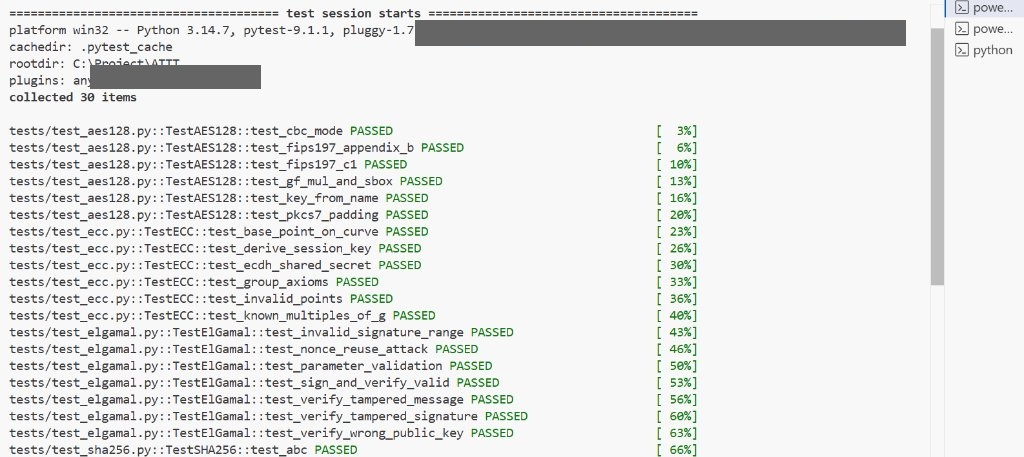 ==================================== test session starts ====================================
powe...
platform win32 -- Python 3.14.7, pytest-9.1.1, pluggy-1.7
powe...
cachedir: .pytest_cache
python
rootdir: C:\Project\ATTT
plugins: any
collected 30 items
tests/test_aes128.py::TestAES128::test_cbc_mode PASSED [  3%]
tests/test_aes128.py::TestAES128::test_fips197_appendix_b PASSED [  6%]
tests/test_aes128.py::TestAES128::test_fips197_c1 PASSED [ 10%]
tests/test_aes128.py::TestAES128::test_gf_mul_and_sbox PASSED [ 13%]
tests/test_aes128.py::TestAES128::test_key_from_name PASSED [ 16%]
tests/test_aes128.py::TestAES128::test_pkcs7_padding PASSED [ 20%]
tests/test_ecc.py::TestECC::test_base_point_on_curve PASSED [ 23%]
tests/test_ecc.py::TestECC::test_derive_session_key PASSED [ 26%]
tests/test_ecc.py::TestECC::test_ecdh_shared_secret PASSED [ 30%]
tests/test_ecc.py::TestECC::test_group_axioms PASSED [ 33%]
tests/test_ecc.py::TestECC::test_invalid_points PASSED [ 36%]
tests/test_ecc.py::TestECC::test_known_multiples_of_g PASSED [ 40%]
tests/test_elgamal.py::TestElGamal::test_invalid_signature_range PASSED [ 43%]
tests/test_elgamal.py::TestElGamal::test_nonce_reuse_attack PASSED [ 46%]
tests/test_elgamal.py::TestElGamal::test_parameter_validation PASSED [ 50%]
tests/test_elgamal.py::TestElGamal::test_sign_and_verify_valid PASSED [ 53%]
tests/test_elgamal.py::TestElGamal::test_verify_tampered_message PASSED [ 56%]
tests/test_elgamal.py::TestElGamal::test_verify_tampered_signature PASSED [ 60%]
tests/test_elgamal.py::TestElGamal::test_verify_wrong_public_key PASSED [ 63%]
tests/test_sha256.py::TestSHA256::test_abc PASSED [ 66%]